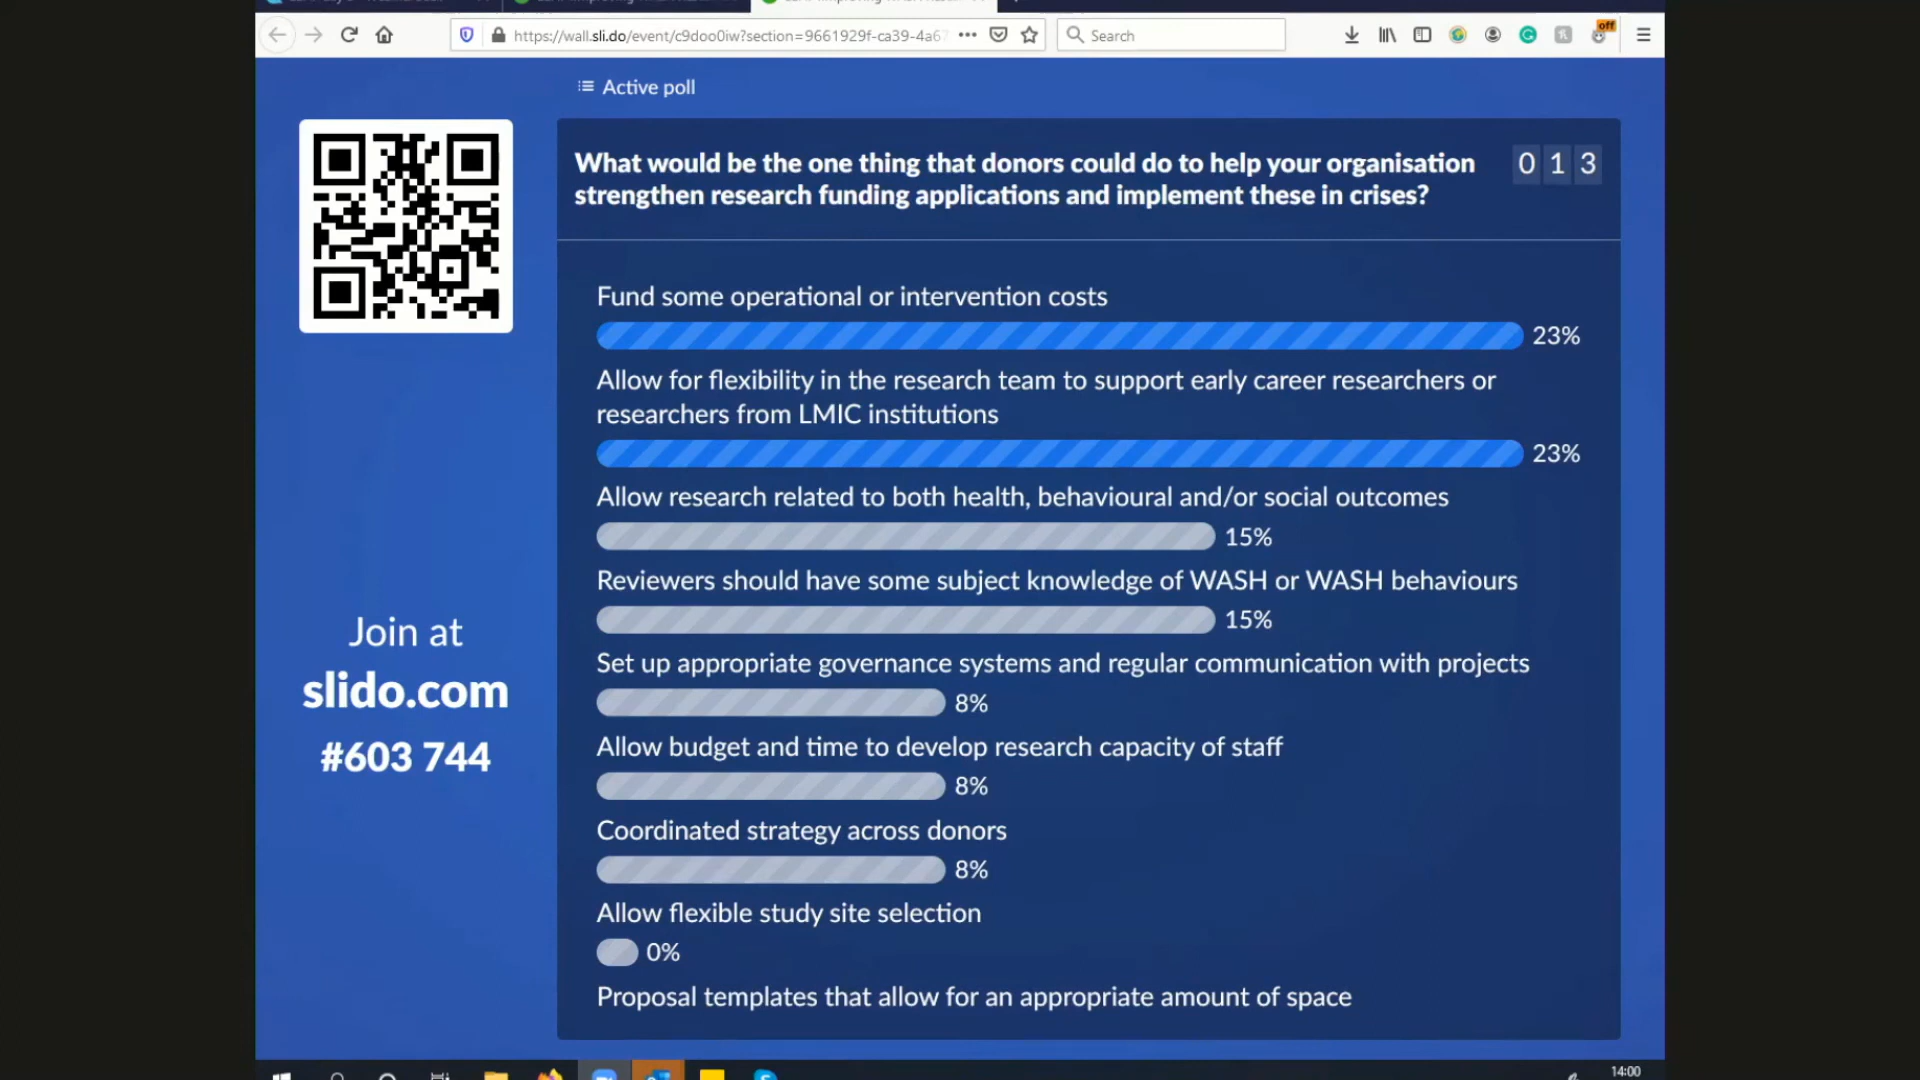 https://wall.sli.do/event/c9doo0iw?section=9661929f-ca39-4a67
Search
off
Active poll
What would be the one thing that donors could do to help your organisation
strengthen research funding applications and implement these in crises?
013
Fund some operational or intervention costs
23%
Allow for flexibility in the research team to support early career researchers or
researchers from LMIC institutions
23%
Allow research related to both health, behavioural and/or social outcomes
15%
Reviewers should have some subject knowledge of WASH or WASH behaviours
15%
Set up appropriate governance systems and regular communication with projects
8%
Allow budget and time to develop research capacity of staff
8%
Coordinated strategy across donors
8%
Allow flexible study site selection
0%
Proposal templates that allow for an appropriate amount of space
Join at
slido.com
#603 744
14:00